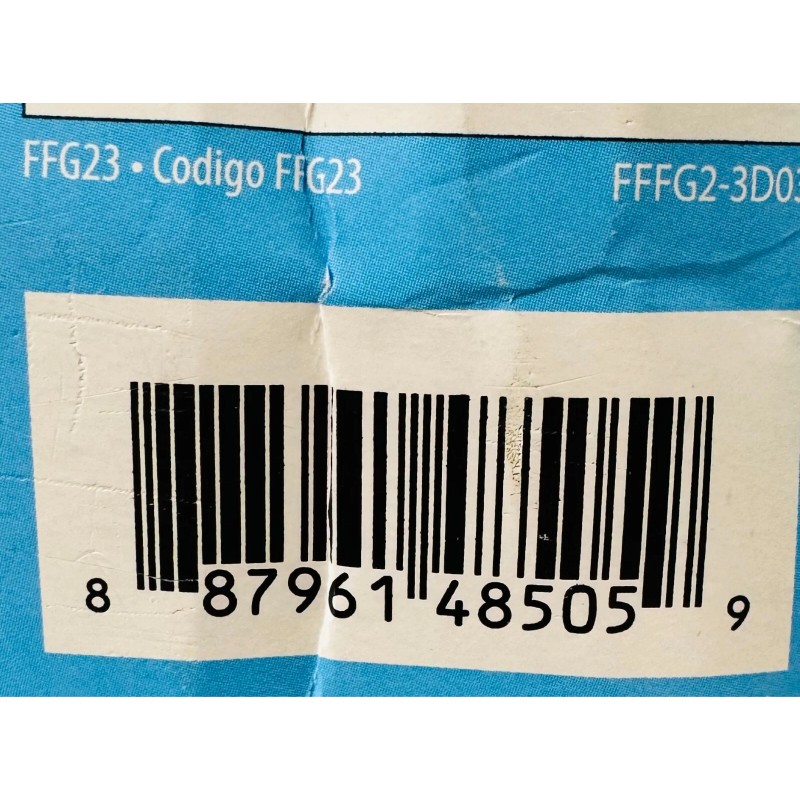 FFG23 • Codigo FFG23
FFFG2-3D03
8 87961 48505 9